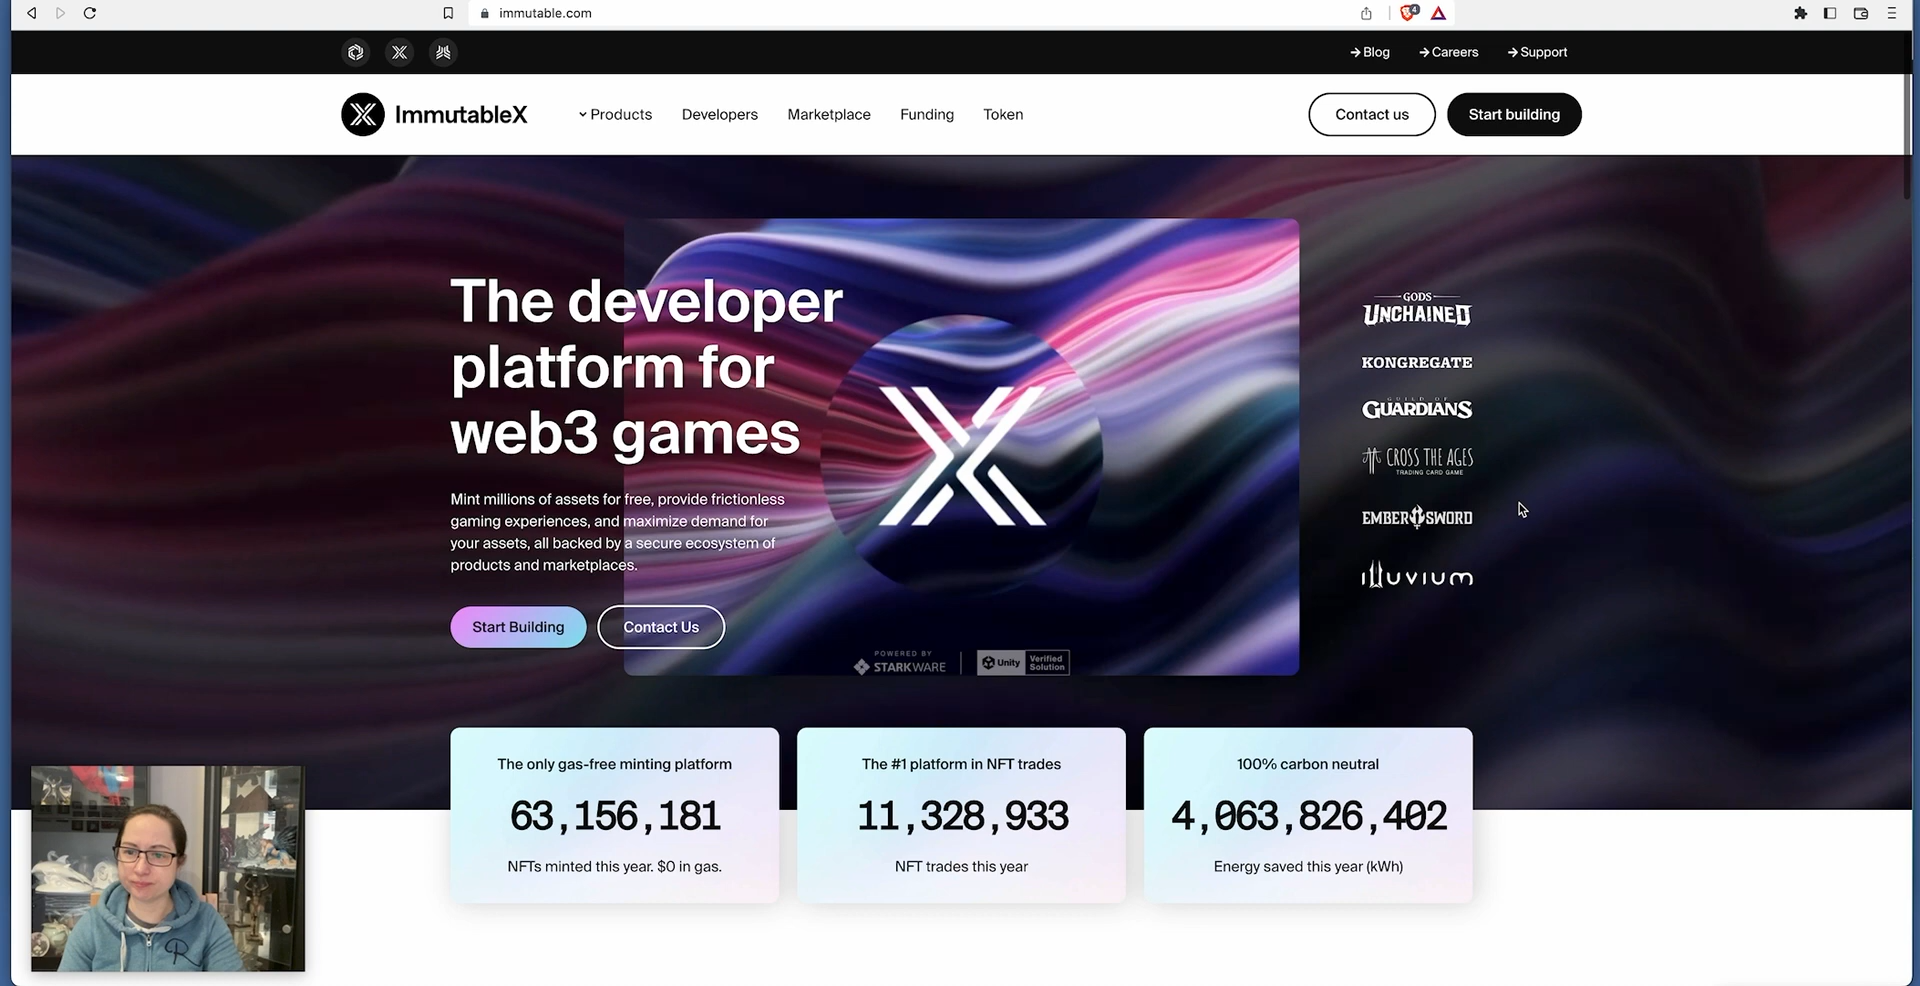 immutable.com
4
Blog
Careers
Support
ImmutableX
Products
Developers
Marketplace
Funding
Token
Contact us
Start building
The developer
platform for
web3 games
Mint millions of assets for free, provide frictionless
gaming experiences, and maximize demand for
your assets, all backed by a secure ecosystem of
products and marketplaces.
Start Building
Contact Us
POWERED BY
STARKWARE
Unity
Verified
Solution
GODS
UNCHAINED
KONGREGATE
GUILD OF
GUARDIANS
CROSS THE AGES
TRADING CARD GAME
EMBER SWORD
illuvium
The only gas-free minting platform
63,156,181
NFTs minted this year. $0 in gas.
The #1 platform in NFT trades
11,328,933
NFT trades this year
100% carbon neutral
4,063,826,402
Energy saved this year (kWh)
R